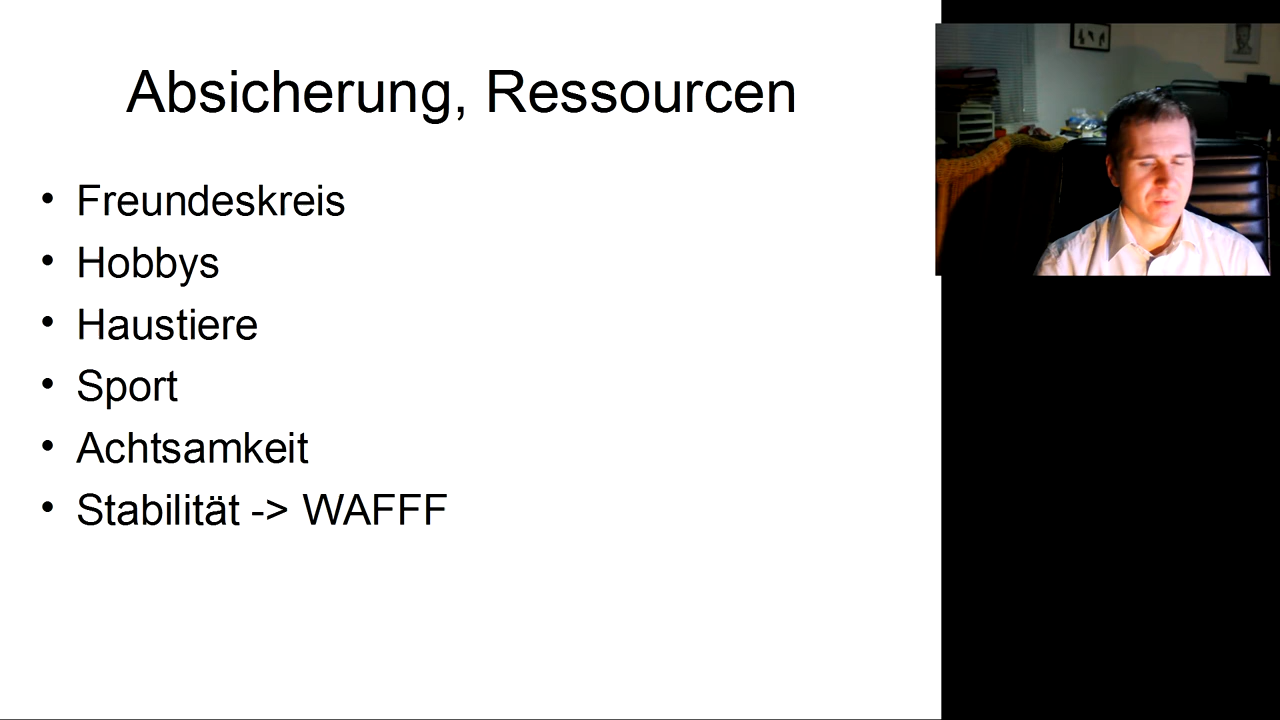 Absicherung, Ressourcen
• Freundeskreis
• Hobbys
• Haustiere
• Sport
• Achtsamkeit
• Stabilität -> WAFFF